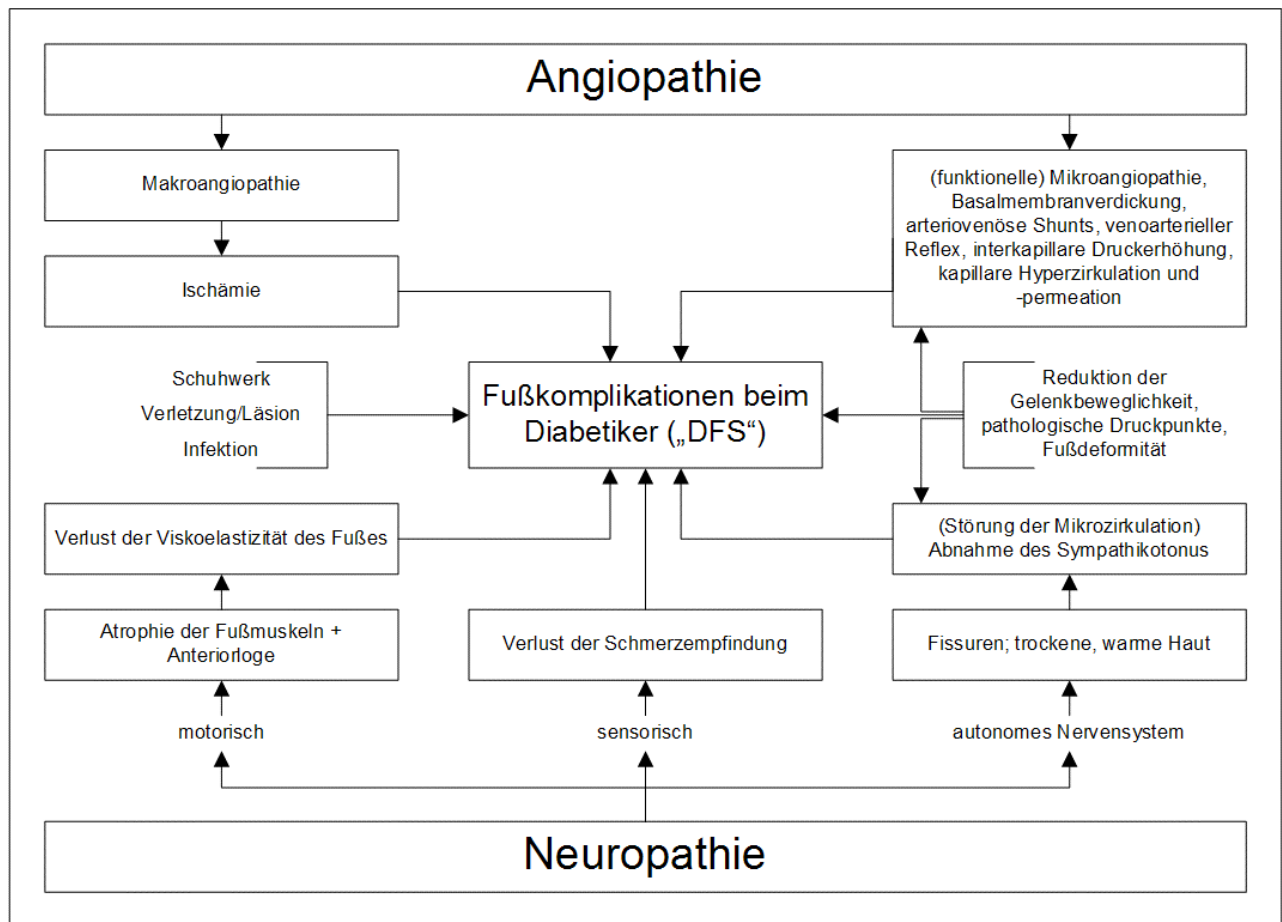 Angiopathie
Makroangiopathie
(funktionelle) Mikroangiopathie,
Basalmembranverdickung,
arteriovenöse Shunts, venoarterieller
Reflex, interkapillare Druckerhöhung,
kapillare Hyperzirkulation und
-permeation
Ischämie
Schuhwerk
Verletzung/Läsion
Infektion
Fußkomplikationen beim
Diabetiker („DFS“)
Reduktion der
Gelenkbeweglichkeit,
pathologische Druckpunkte,
Fußdeformität
Verlust der Viskoelastizität des Fußes
(Störung der Mikrozirkulation)
Abnahme des Sympathikotonus
Atrophie der Fußmuskeln +
Anteriorloge
Verlust der Schmerzempfindung
Fissuren; trockene, warme Haut
motorisch
sensorisch
autonomes Nervensystem
Neuropathie